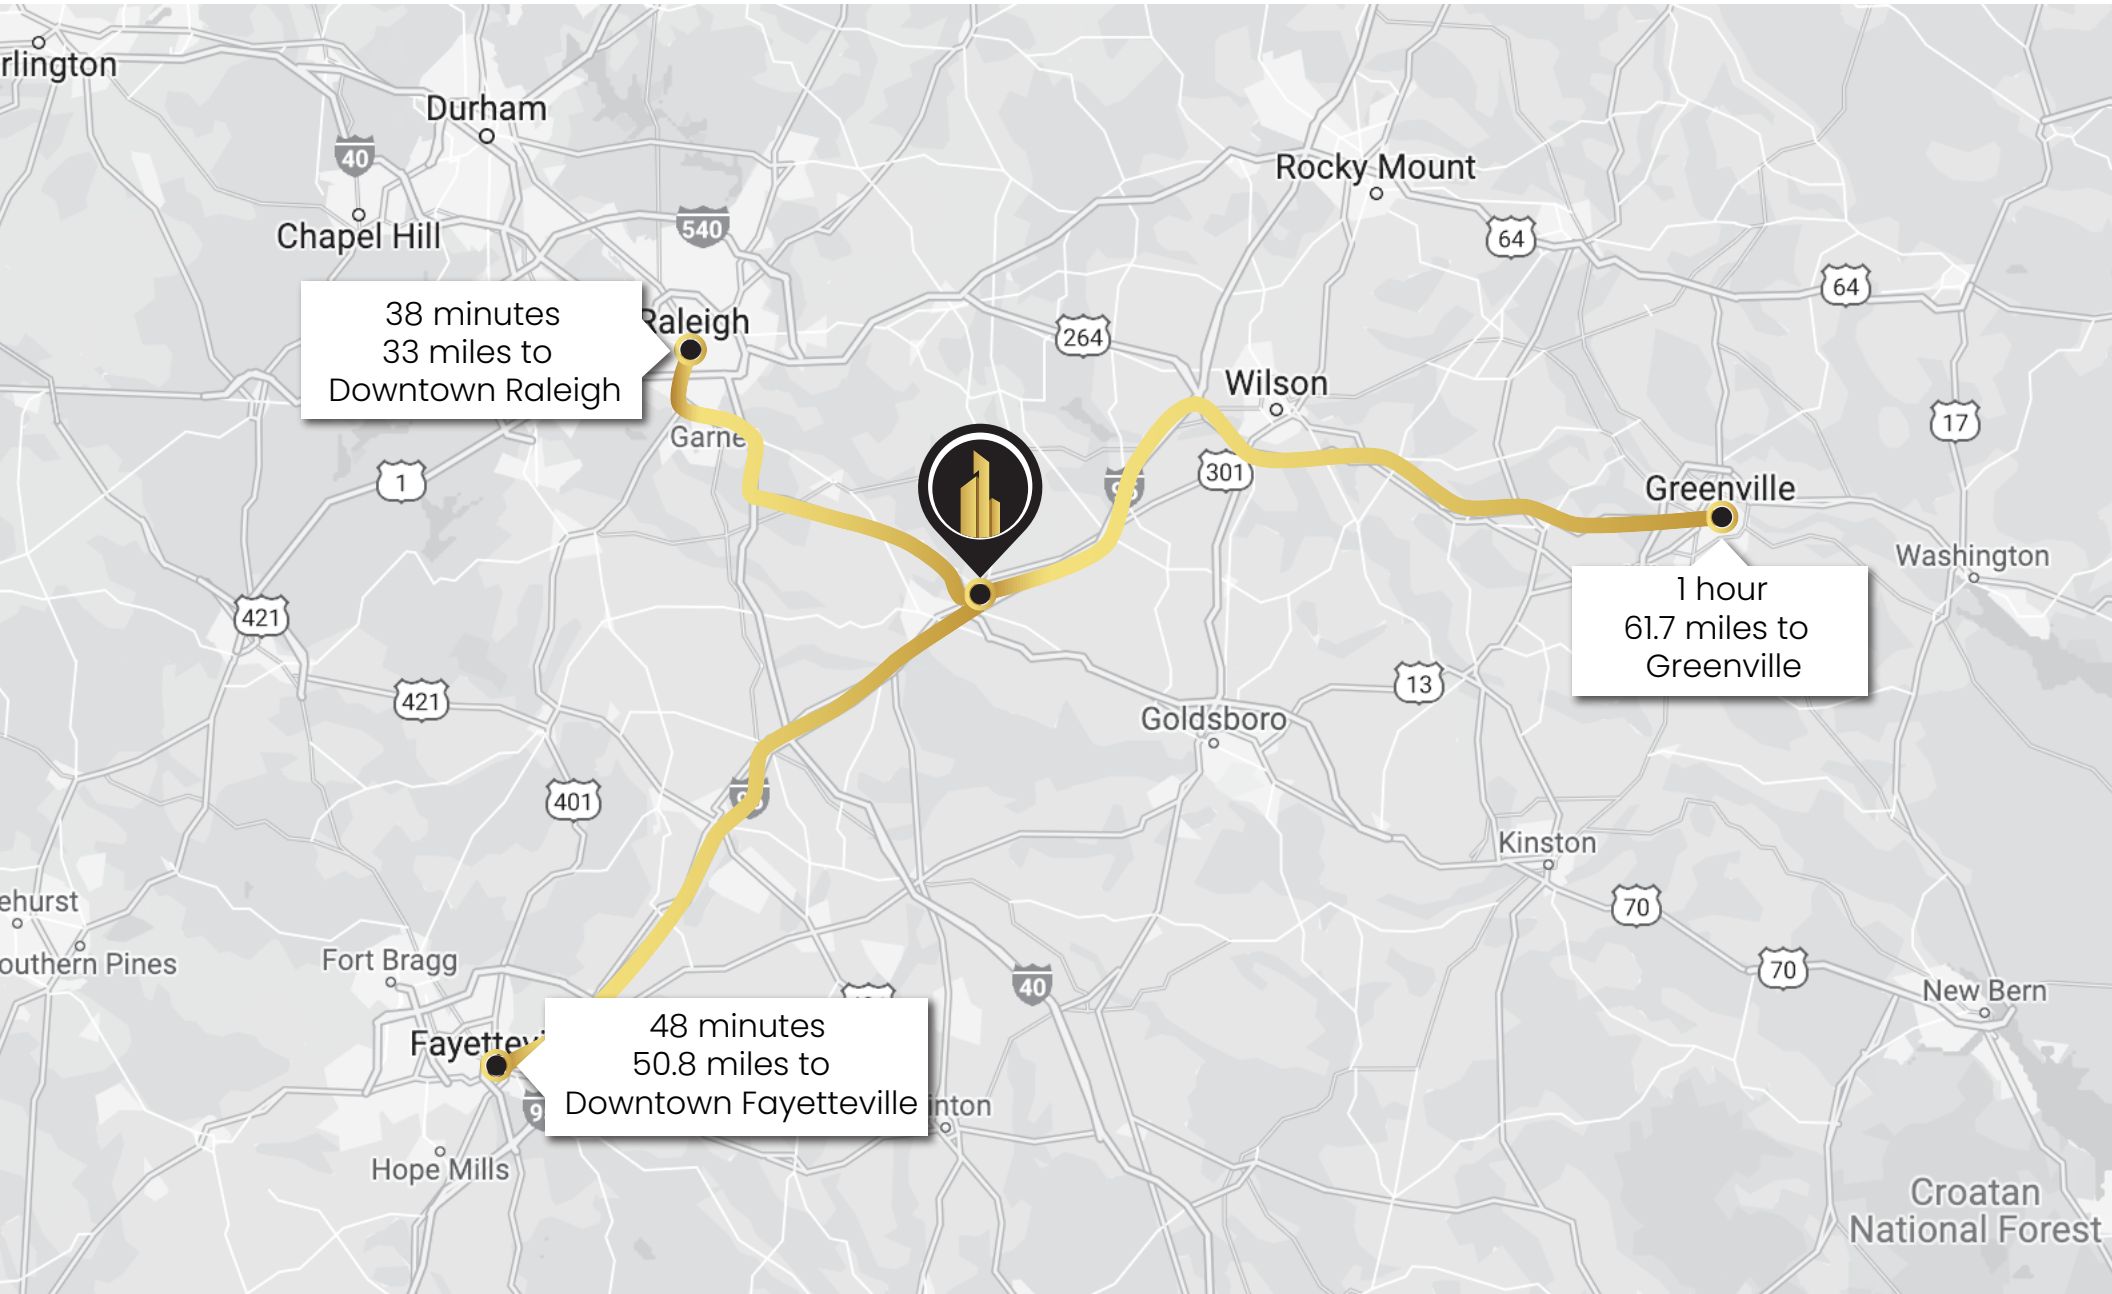 rlington
Durham
40
Chapel Hill
540
Rocky Mount
64
64
38 minutes
33 miles to
Downtown Raleigh
Raleigh
264
Wilson
17
Garne
1
301
Greenville
Washington
1 hour
61.7 miles to
Greenville
421
421
13
Goldsboro
401
Kinston
70
ehurst
outhern Pines
Fort Bragg
40
70
New Bern
Fayettevi
48 minutes
50.8 miles to
Downtown Fayetteville
9
inton
Hope Mills
Croatan
National Forest